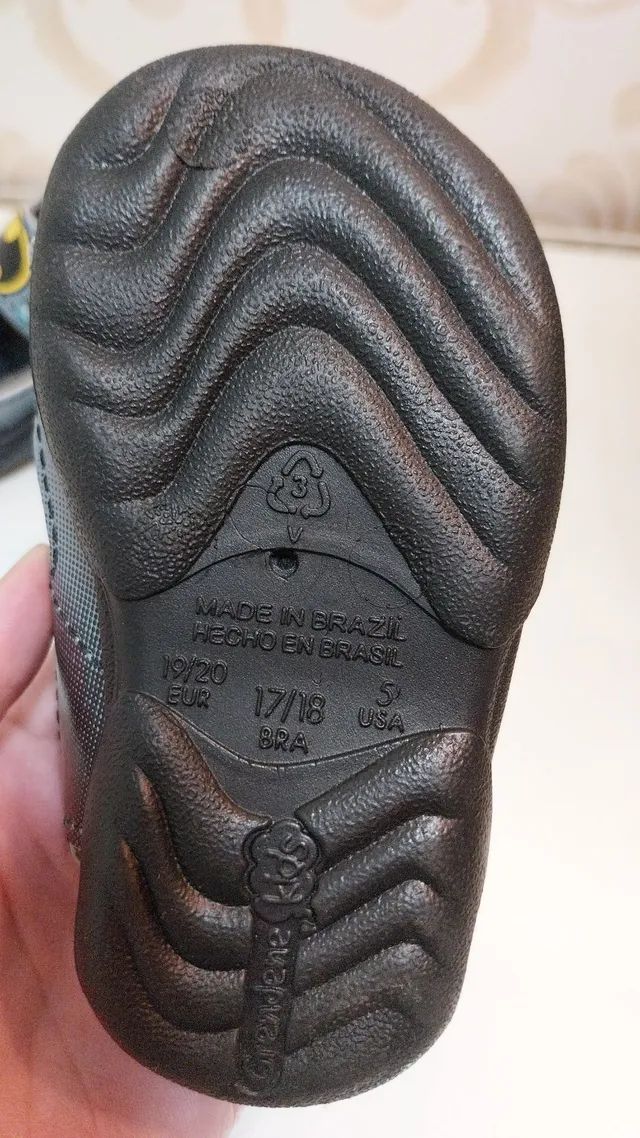 3
V
MADE IN BRAZIL
HECHO EN BRASIL
19/20 17/18 5
EUR BRA USA
Grendene kids